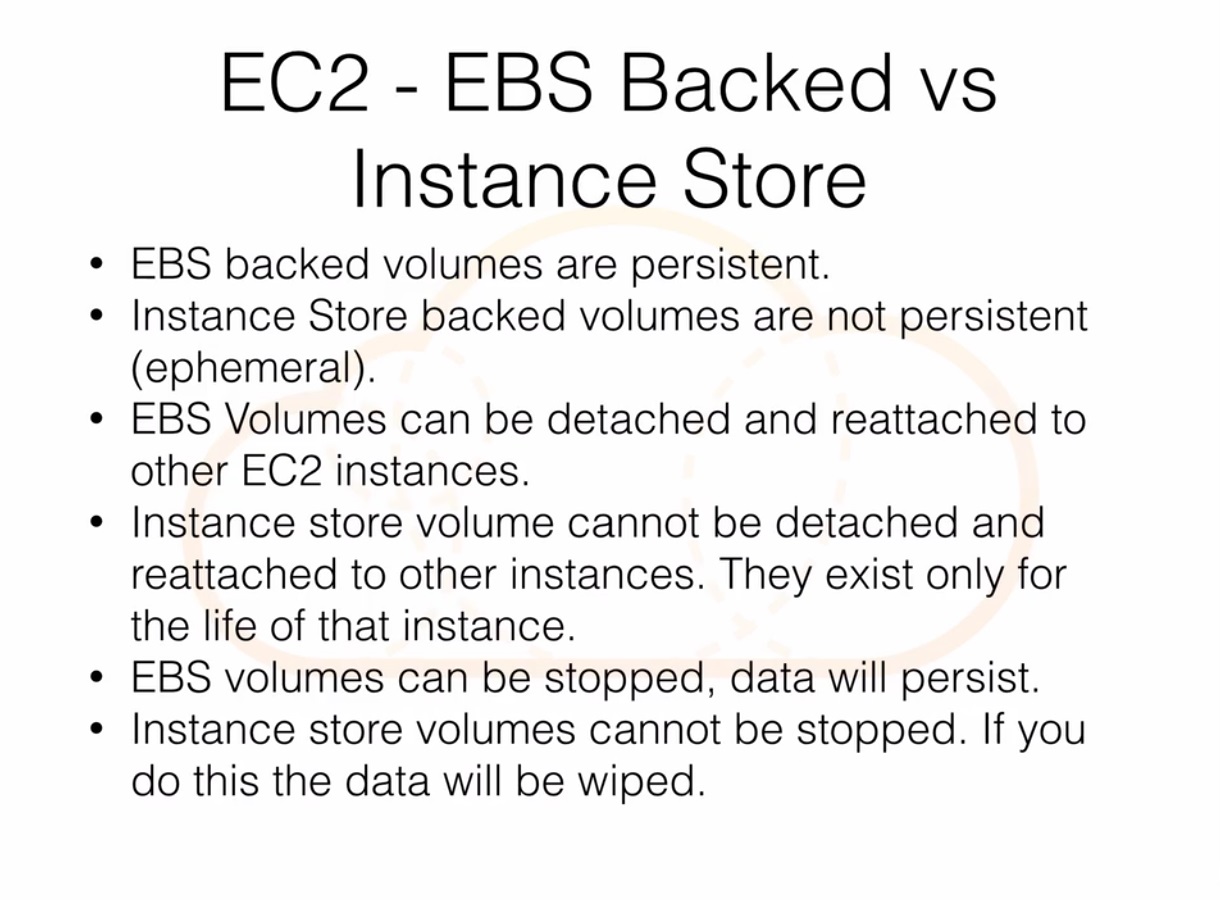 EC2 - EBS Backed vs
Instance Store
• EBS backed volumes are persistent.
• Instance Store backed volumes are not persistent
(ephemeral).
• EBS Volumes can be detached and reattached to
other EC2 instances.
• Instance store volume cannot be detached and
reattached to other instances. They exist only for
the life of that instance.
• EBS volumes can be stopped, data will persist.
• Instance store volumes cannot be stopped. If you
do this the data will be wiped.